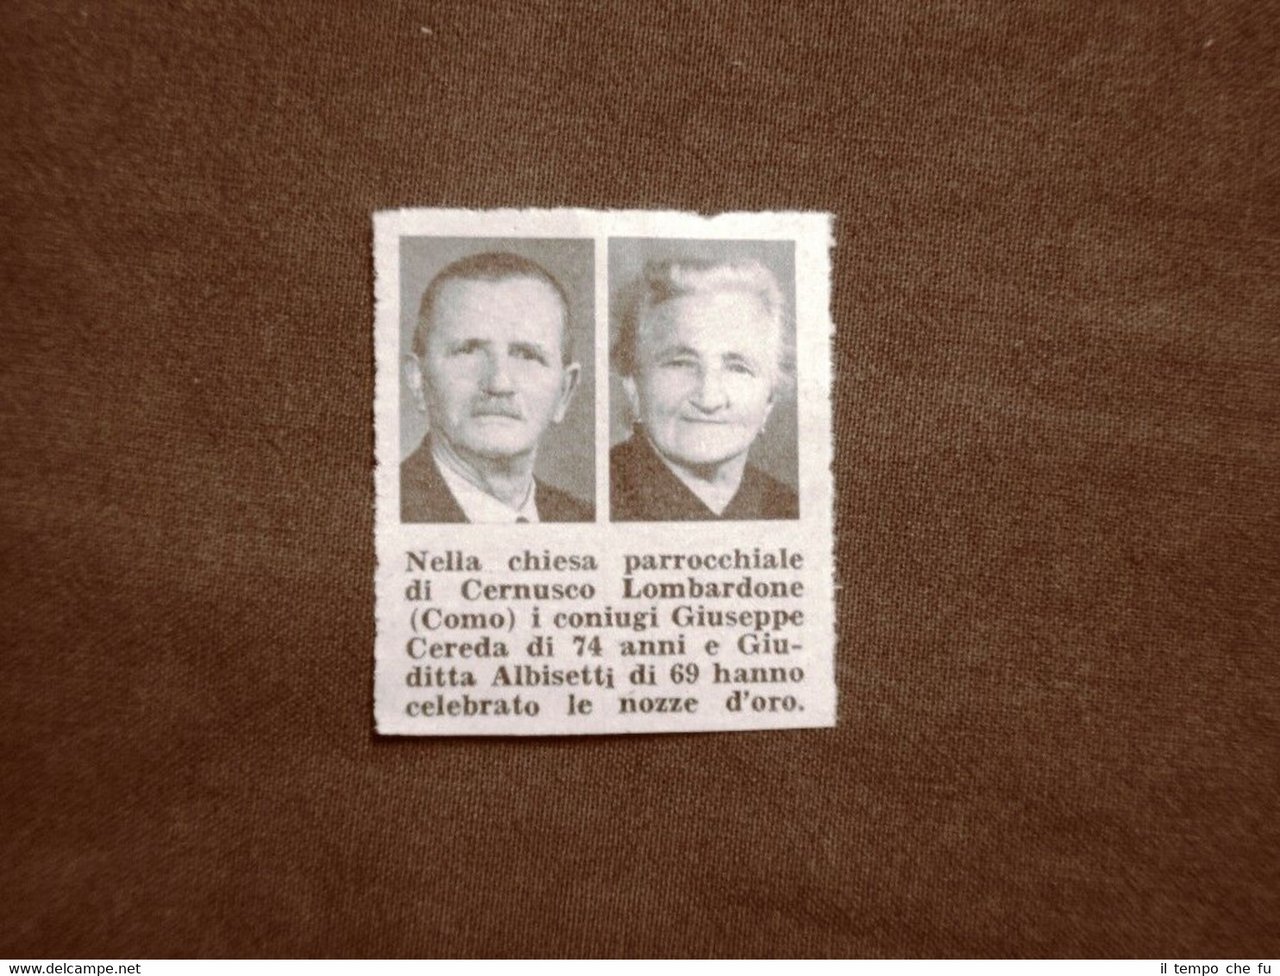 Nella chiesa parrocchiale
di Cernusco Lombardone
(Como) i coniugi Giuseppe
Cereda di 74 anni e Giu-
ditta Albisetti di 69 hanno
celebrato le nozze d'oro.
delcampe.net
il tempo che fu